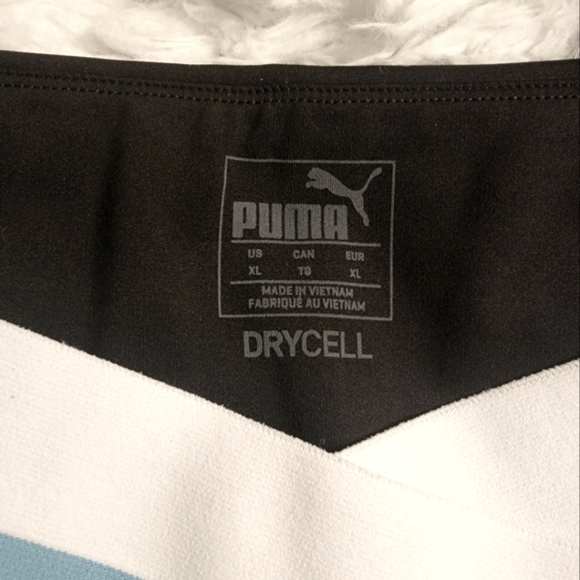 PUMA
US CAN EUR
XL TG XL
MADE IN VIETNAM
FABRIQUÉ AU VIETNAM
DRYCELL